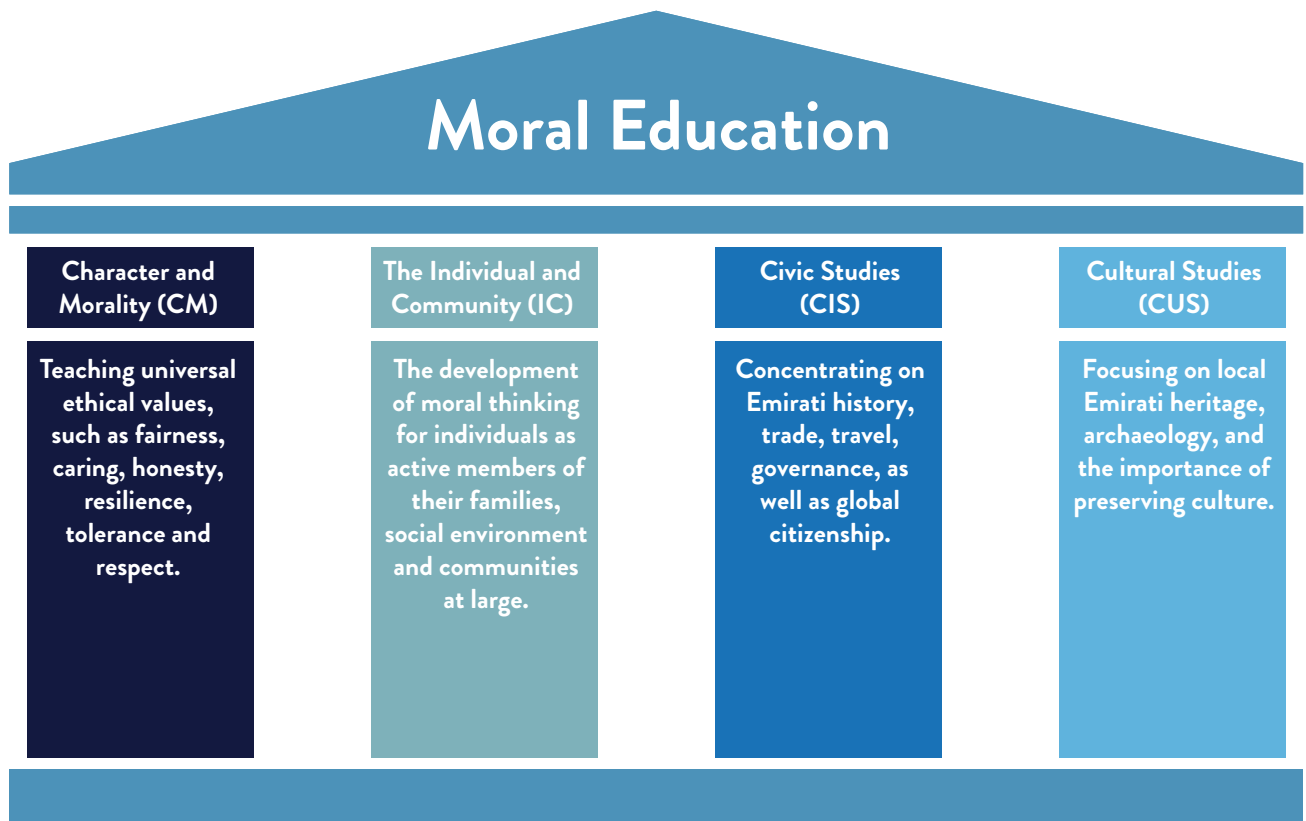 Moral Education
Character and
Morality (CM)
Teaching universal
ethical values,
such as fairness,
caring, honesty,
resilience,
tolerance and
respect.
The Individual and
Community (IC)
The development
of moral thinking
for individuals as
active members of
their families,
social environment
and communities
at large.
Civic Studies
(CIS)
Concentrating on
Emirati history,
trade, travel,
governance, as
well as global
citizenship.
Cultural Studies
(CUS)
Focusing on local
Emirati heritage,
archaeology, and
the importance of
preserving culture.